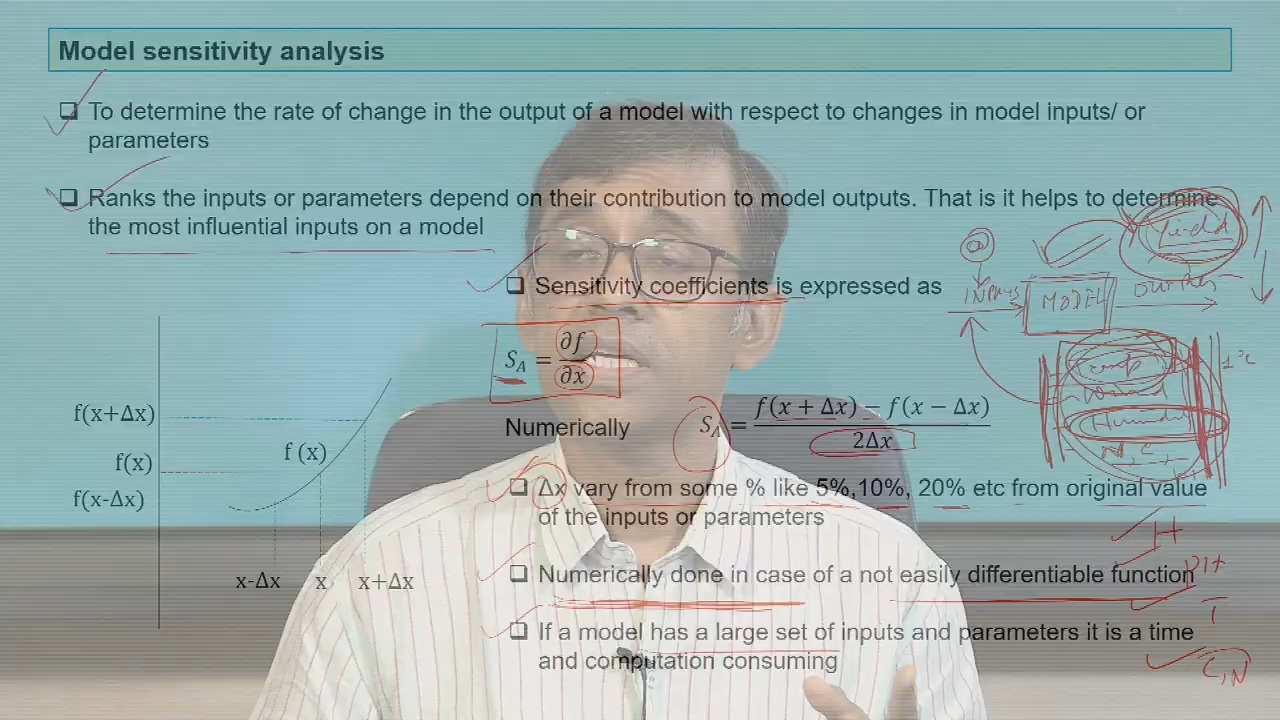 Model sensitivity analysis
❑ To determine the rate of change in the output of a model with respect to changes in model inputs/ or
parameters
❑ Ranks the inputs or parameters depend on their contribution to model outputs. That is it helps to determine
the most influential inputs on a model
Yield
❑ Sensitivity coefficients is expressed as
INPUTS
MODEL
S_A = ∂f/∂x
Temp
1°C
f(x+Δx)
f(x)
f(x-Δx)
f (x)
Numerically
S_A = f(x + Δx) − f(x − Δx) / 2Δx
N, C
❑ Δx vary from some % like 5%,10%, 20% etc from original value
of the inputs or parameters
H
x-Δx x x+Δx
❑ Numerically done in case of a not easily differentiable function
PH
T
❑ If a model has a large set of inputs and parameters it is a time
and computation consuming
C, N